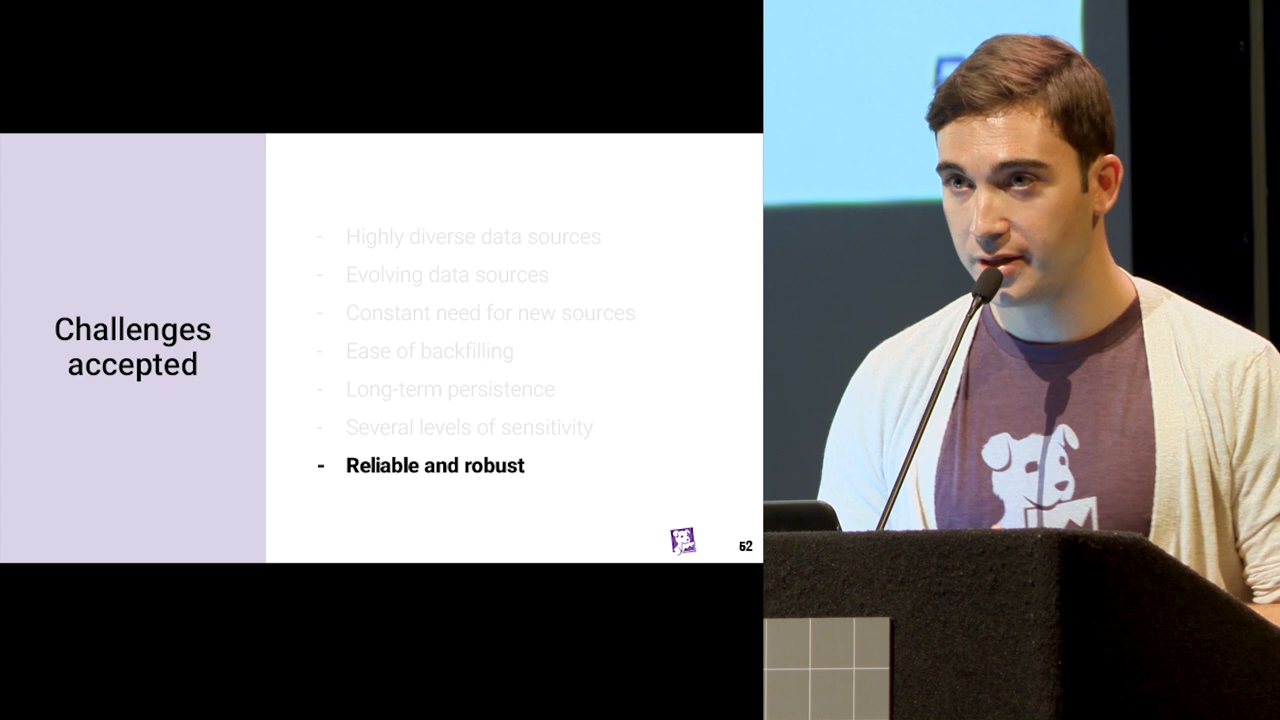 Challenges
accepted
- Highly diverse data sources
- Evolving data sources
- Constant need for new sources
- Ease of backfilling
- Long-term persistence
- Several levels of sensitivity
- Reliable and robust
52